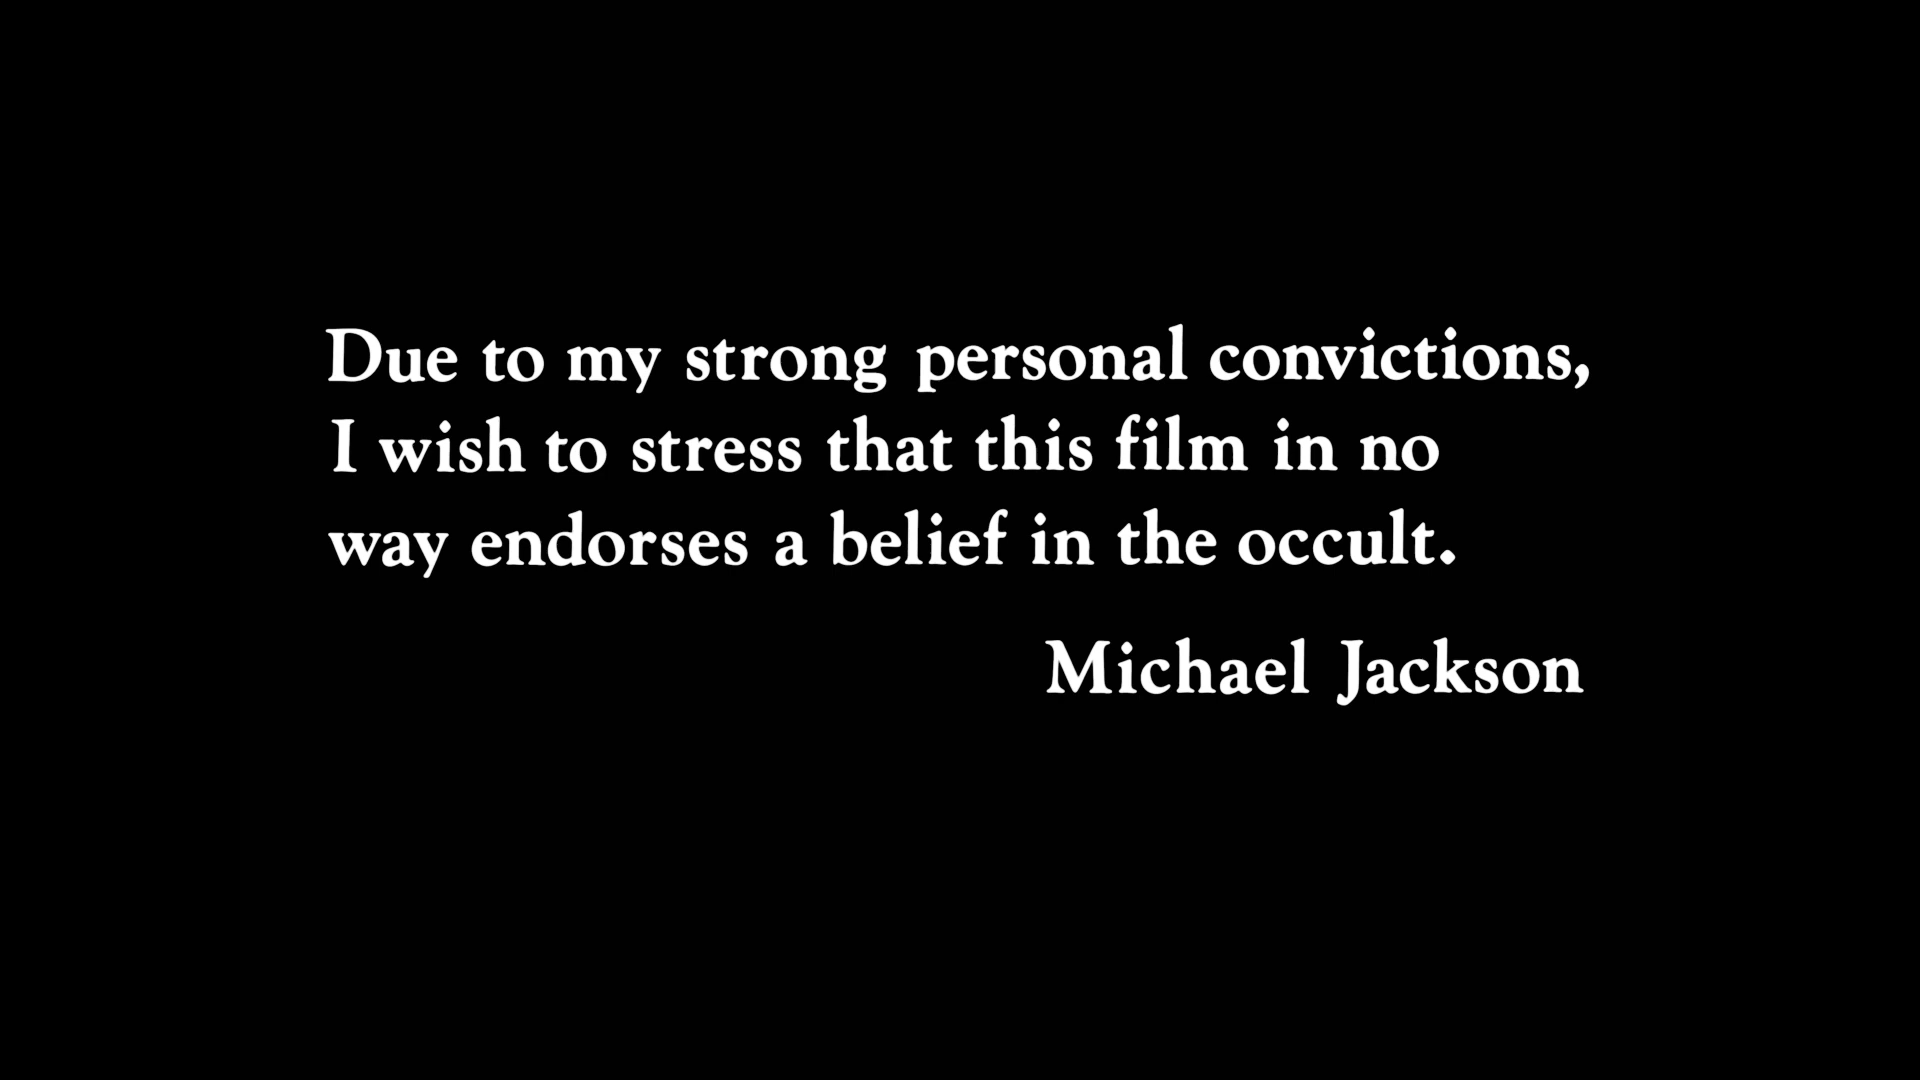 Due to my strong personal convictions,
I wish to stress that this film in no
way endorses a belief in the occult.
Michael Jackson